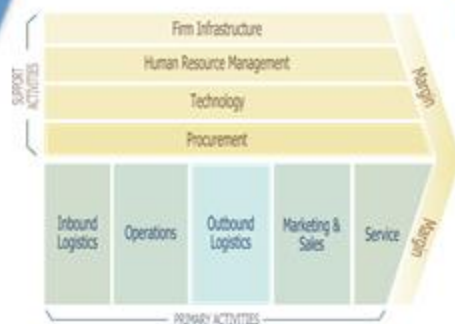 Firm Infrastructure
Human Resource Management
Technology
Procurement
SUPPORT
ACTIVITIES
Margin
Inbound
Logistics
Operations
Outbound
Logistics
Marketing &
Sales
Service
Margin
PRIMARY ACTIVITIES